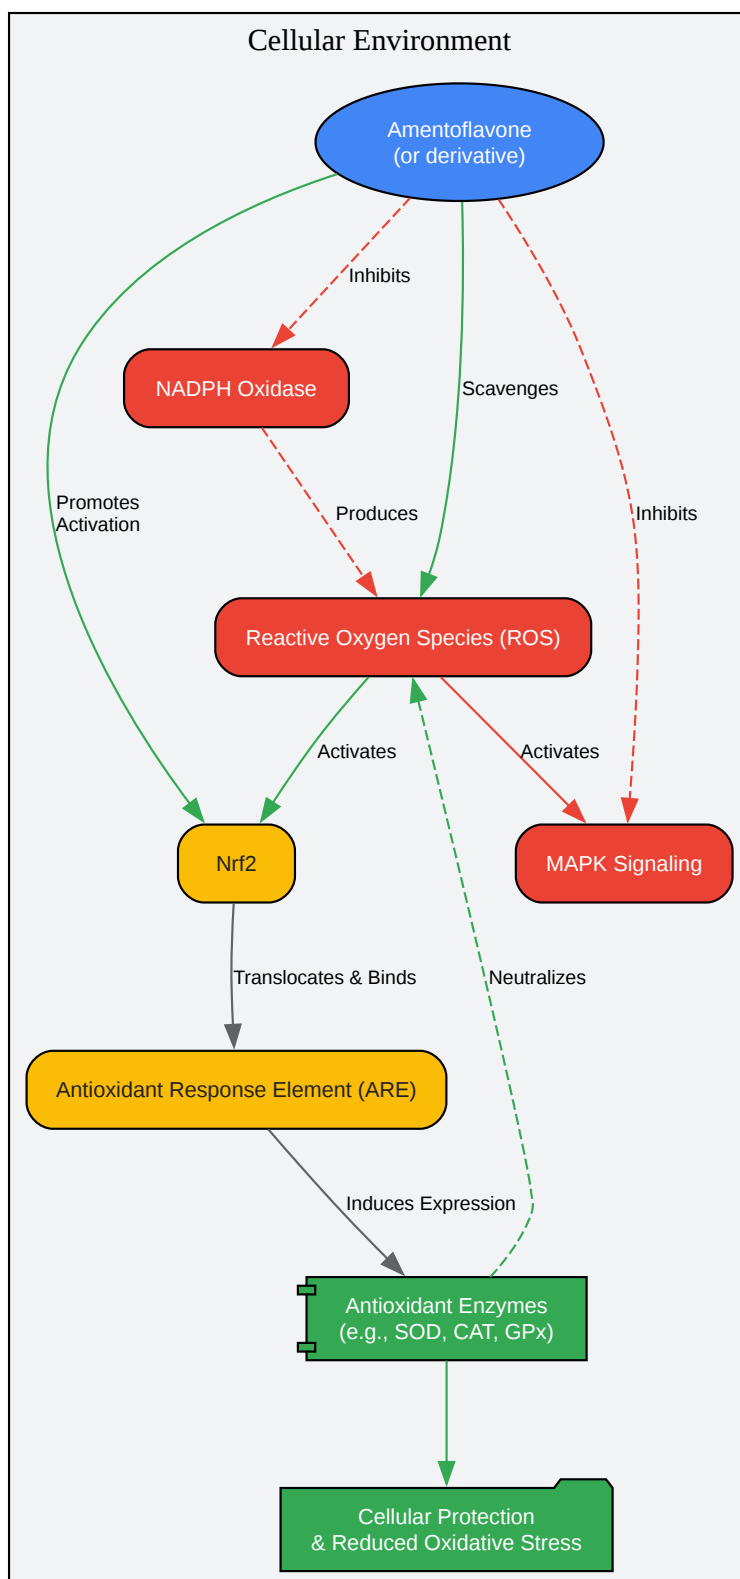 Cellular Environment
Amentoflavone
(or derivative)
Inhibits
NADPH Oxidase
Scavenges
Promotes
Activation
Produces
Inhibits
Reactive Oxygen Species (ROS)
Activates
Activates
Nrf2
MAPK Signaling
Translocates & Binds
Neutralizes
Antioxidant Response Element (ARE)
Induces Expression
Antioxidant Enzymes
(e.g., SOD, CAT, GPx)
Cellular Protection
& Reduced Oxidative Stress